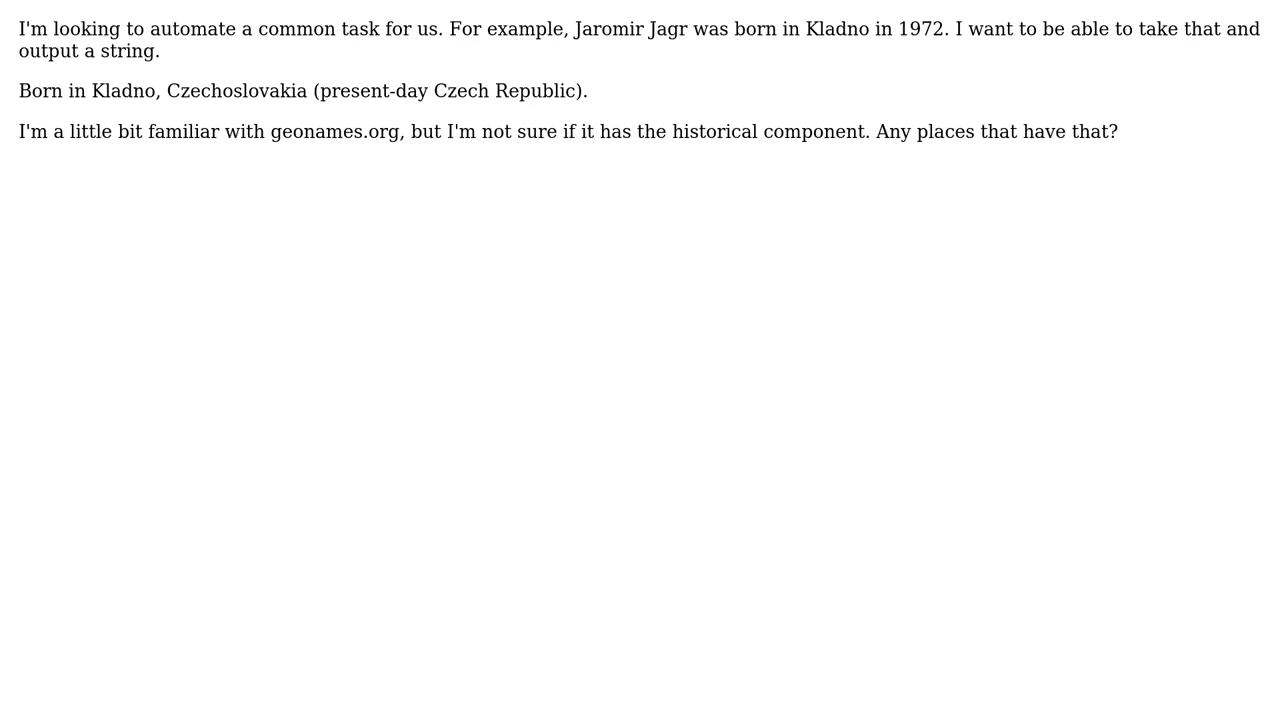 I'm looking to automate a common task for us. For example, Jaromir Jagr was born in Kladno in 1972. I want to be able to take that and
output a string.
Born in Kladno, Czechoslovakia (present-day Czech Republic).
I'm a little bit familiar with geonames.org, but I'm not sure if it has the historical component. Any places that have that?